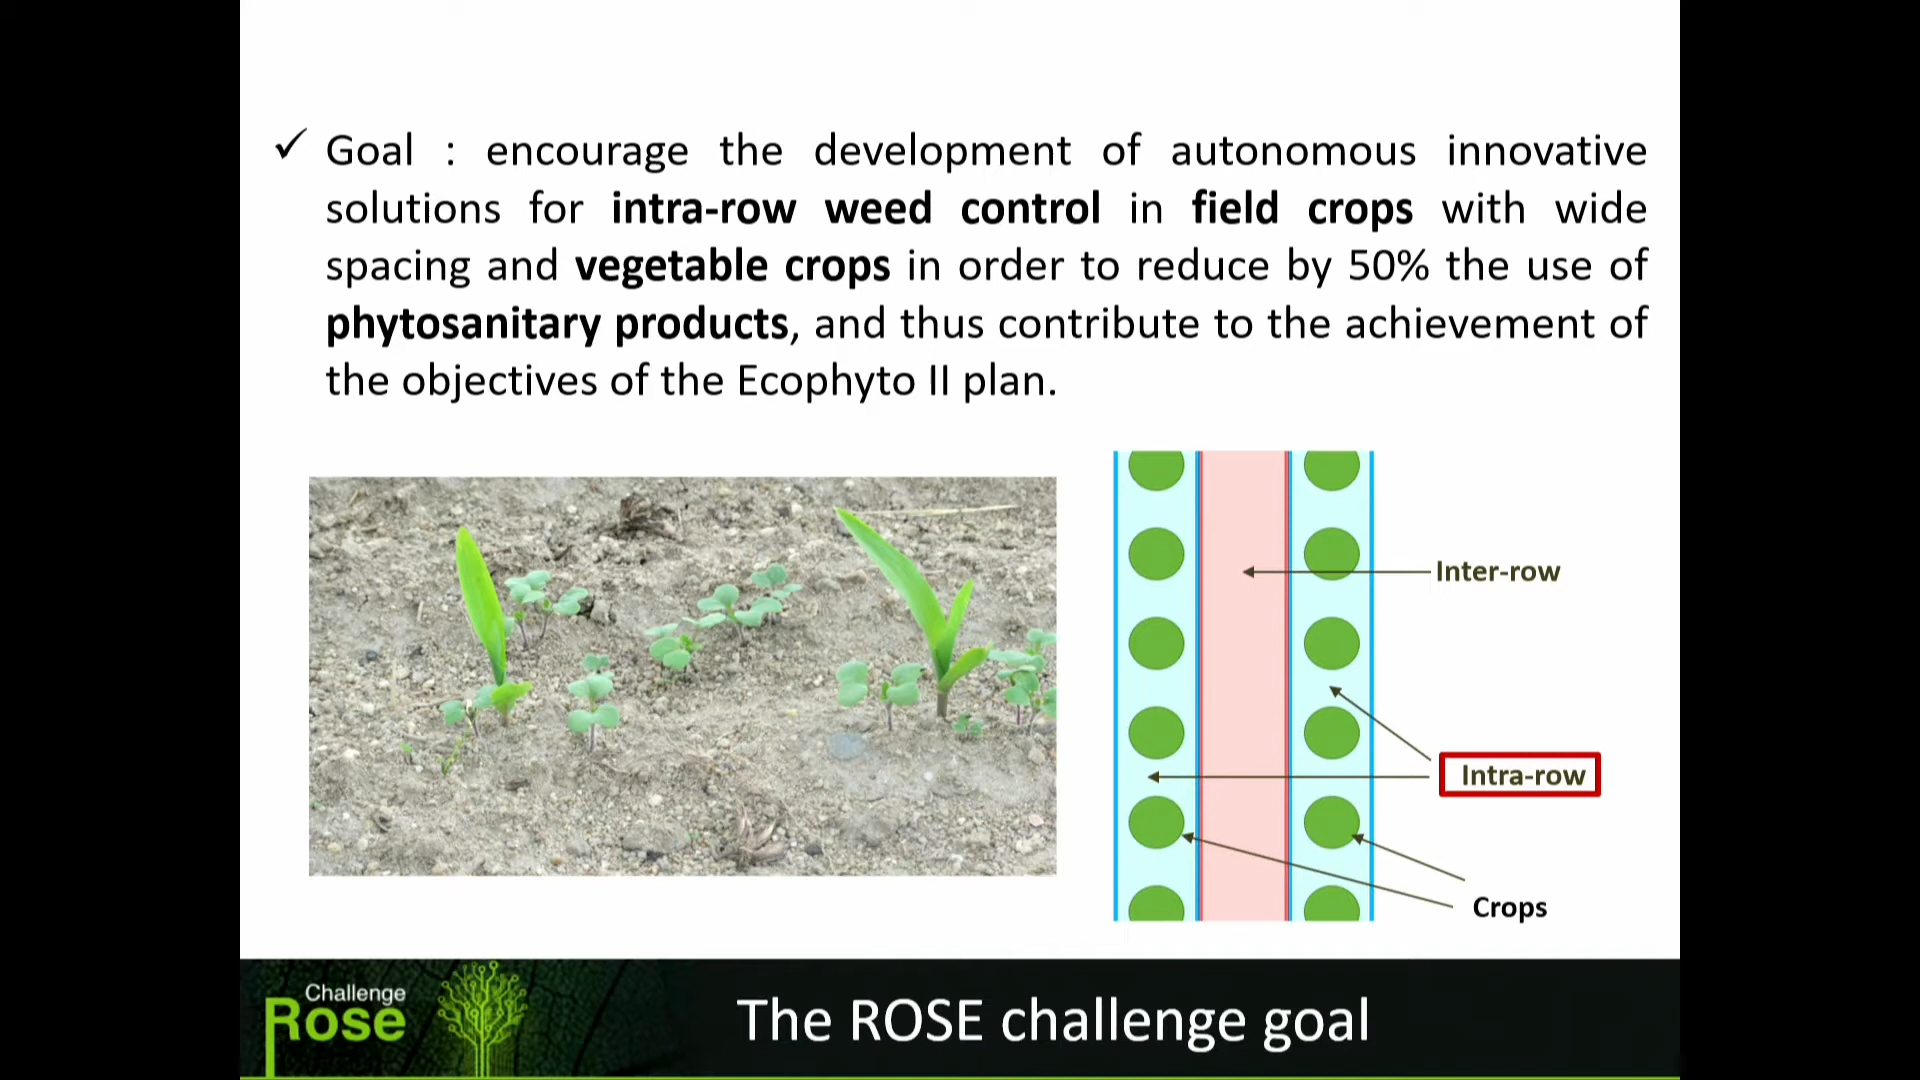 ✓ Goal : encourage the development of autonomous innovative
solutions for intra-row weed control in field crops with wide
spacing and vegetable crops in order to reduce by 50% the use of
phytosanitary products, and thus contribute to the achievement of
the objectives of the Ecophyto II plan.
Inter-row
Intra-row
Crops
Challenge
Rose
The ROSE challenge goal